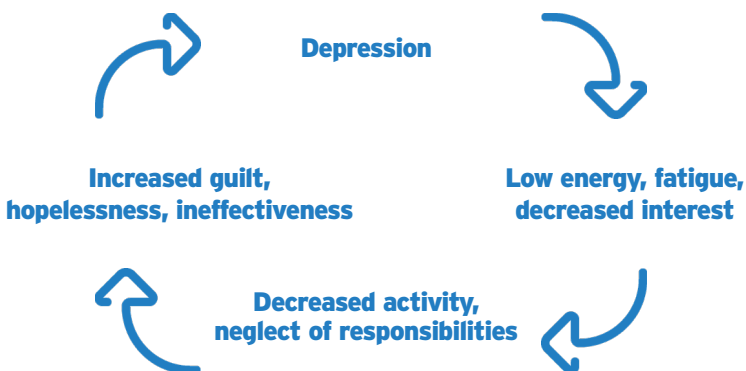 Depression
Low energy, fatigue,
decreased interest
Decreased activity,
neglect of responsibilities
Increased guilt,
hopelessness, ineffectiveness